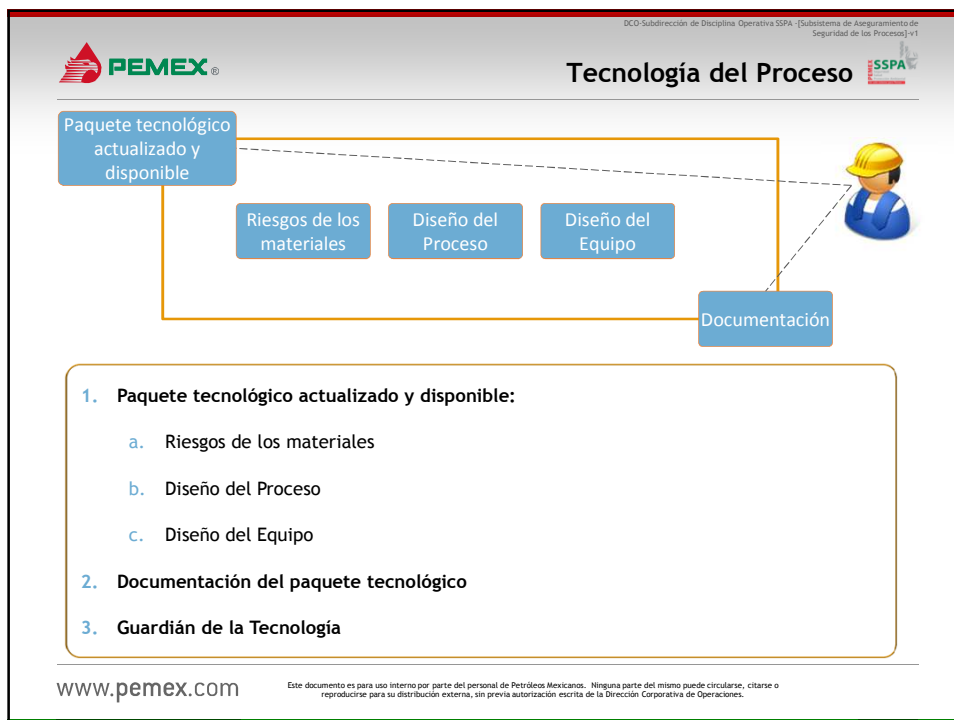 DCO-Subdirección de Disciplina Operativa SSPA -[Subsistema de Aseguramiento de
Seguridad de los Procesos]-v1
PEMEX ®
Tecnología del Proceso
PEMEX
SSPA
Paquete tecnológico
actualizado y
disponible
Riesgos de los
materiales
Diseño del
Proceso
Diseño del
Equipo
Documentación
1. Paquete tecnológico actualizado y disponible:
a. Riesgos de los materiales
b. Diseño del Proceso
c. Diseño del Equipo
2. Documentación del paquete tecnológico
3. Guardián de la Tecnología
www.pemex.com
Este documento es para uso interno por parte del personal de Petróleos Mexicanos. Ninguna parte del mismo puede circularse, citarse o
reproducirse para su distribución externa, sin previa autorización escrita de la Dirección Corporativa de Operaciones.